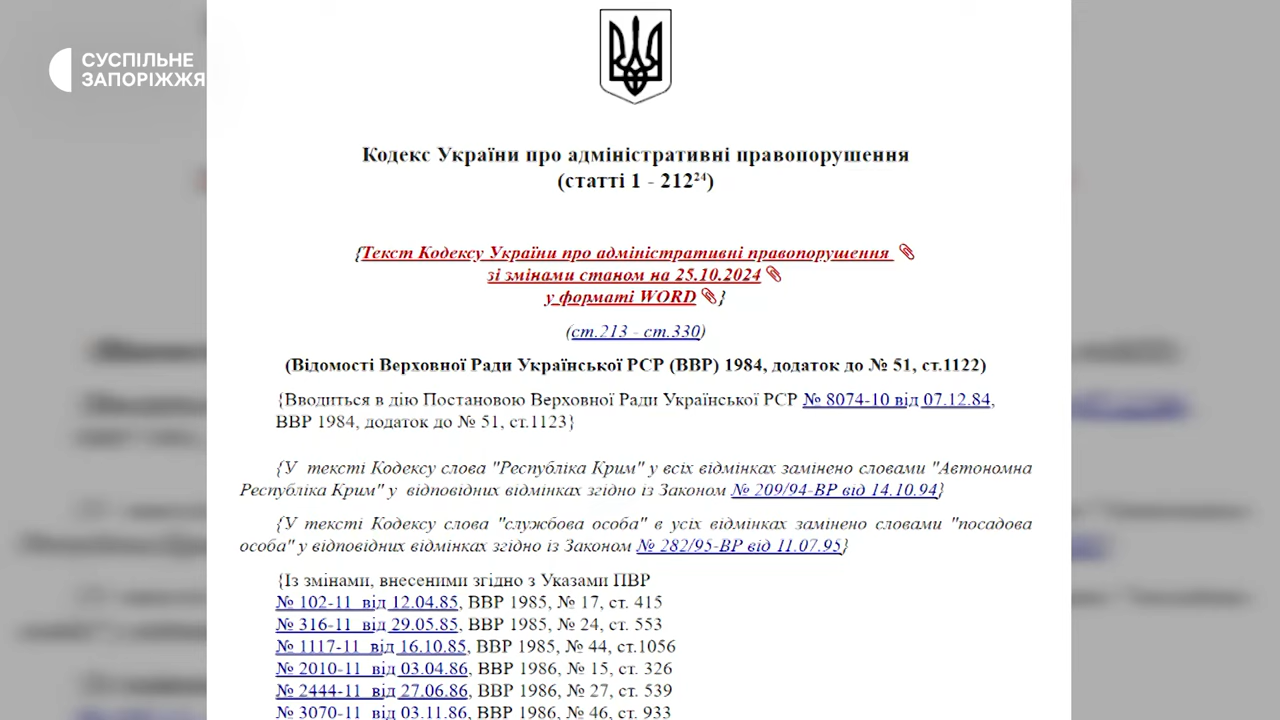 СУСПІЛЬНЕ
ЗАПОРІЖЖЯ
Кодекс України про адміністративні правопорушення
(статті 1 - 212²⁴)
{Текст Кодексу України про адміністративні правопорушення
зі змінами станом на 25.10.2024
у форматі WORD }
(ст.213 - ст.330)
(Відомості Верховної Ради Української РСР (ВВР) 1984, додаток до № 51, ст.1122)
{Вводиться в дію Постановою Верховної Ради Української РСР № 8074-10 від 07.12.84,
ВВР 1984, додаток до № 51, ст.1123}
{У тексті Кодексу слова "Республіка Крим" у всіх відмінках замінено словами "Автономна
Республіка Крим" у відповідних відмінках згідно із Законом № 209/94-ВР від 14.10.94}
{У тексті Кодексу слова "службова особа" в усіх відмінках замінено словами "посадова
особа" у відповідних відмінках згідно із Законом № 282/95-ВР від 11.07.95}
{Із змінами, внесеними згідно з Указами ПВР
№ 102-11 від 12.04.85, ВВР 1985, № 17, ст. 415
№ 316-11 від 29.05.85, ВВР 1985, № 24, ст. 553
№ 1117-11 від 16.10.85, ВВР 1985, № 44, ст.1056
№ 2010-11 від 03.04.86, ВВР 1986, № 15, ст. 326
№ 2444-11 від 27.06.86, ВВР 1986, № 27, ст. 539
№ 3070-11 від 03.11.86, ВВР 1986, № 46, ст. 933